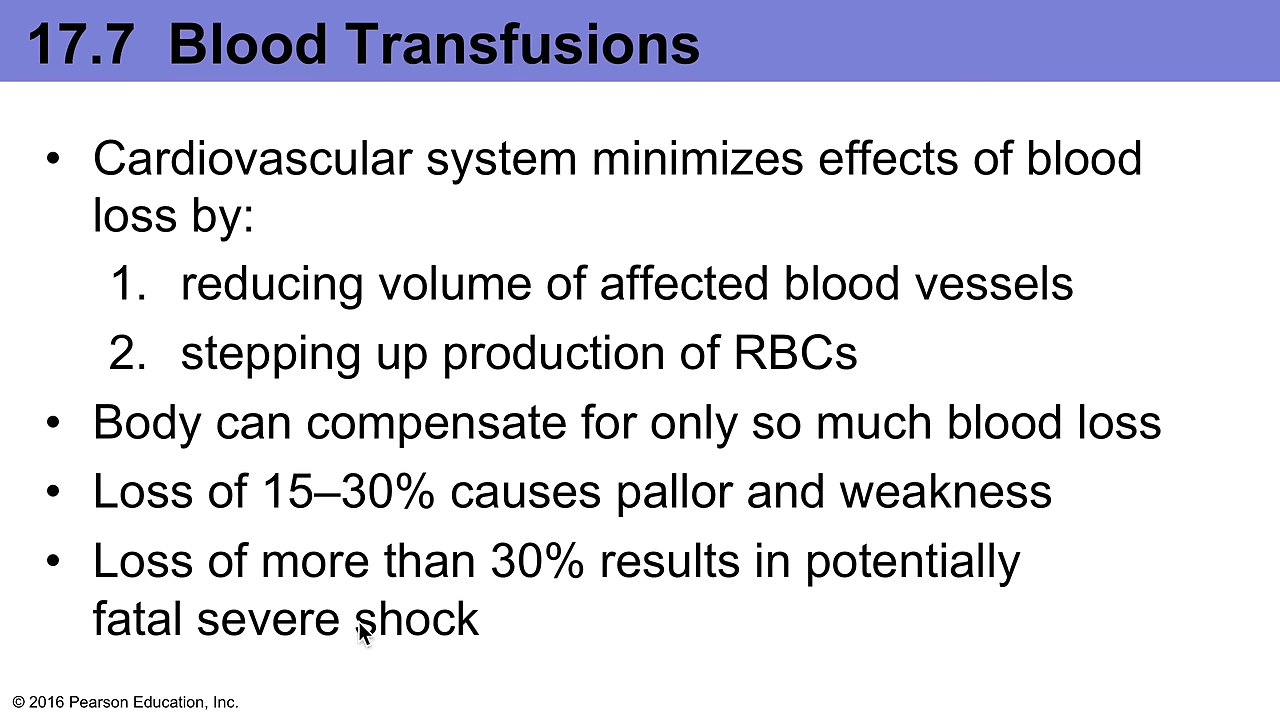 17.7 Blood Transfusions
• Cardiovascular system minimizes effects of blood
loss by:
1. reducing volume of affected blood vessels
2. stepping up production of RBCs
• Body can compensate for only so much blood loss
• Loss of 15–30% causes pallor and weakness
• Loss of more than 30% results in potentially
fatal severe shock
© 2016 Pearson Education, Inc.